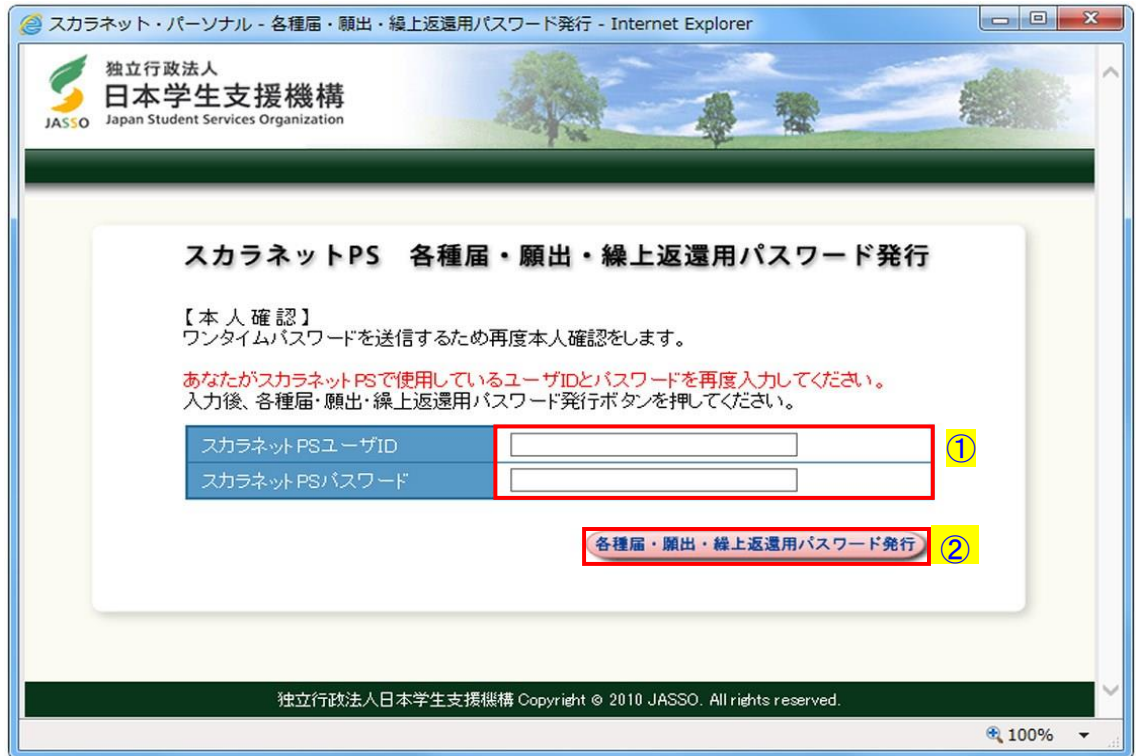 スカラネット・パーソナル - 各種届・願出・繰上返還用パスワード発行 - Internet Explorer
独立行政法人
日本学生支援機構
JASSO Japan Student Services Organization
スカラネットPS 各種届・願出・繰上返還用パスワード発行
【本人確認】
ワンタイムパスワードを送信するため再度本人確認をします。
あなたがスカラネットPSで使用しているユーザIDとパスワードを再度入力してください。
入力後、各種届・願出・繰上返還用パスワード発行ボタンを押してください。
スカラネットPSユーザID
①
スカラネットPSパスワード
各種届・願出・繰上返還用パスワード発行 ②
独立行政法人日本学生支援機構 Copyright © 2010 JASSO. All rights reserved.
100%